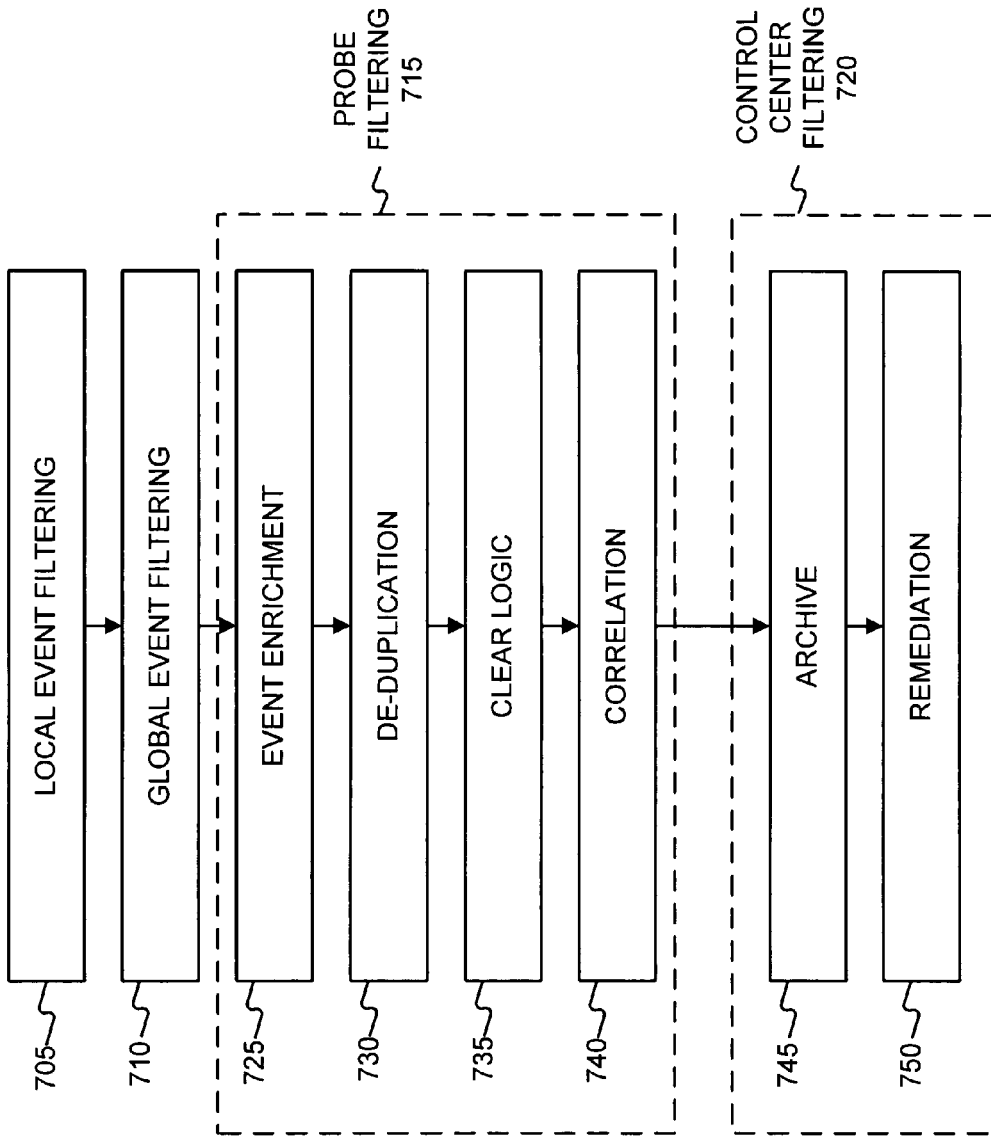 705
LOCAL EVENT FILTERING
710
GLOBAL EVENT FILTERING
PROBE
FILTERING
715
725
EVENT ENRICHMENT
730
DE-DUPLICATION
735
CLEAR LOGIC
740
CORRELATION
CONTROL
CENTER
FILTERING
720
745
ARCHIVE
750
REMEDIATION